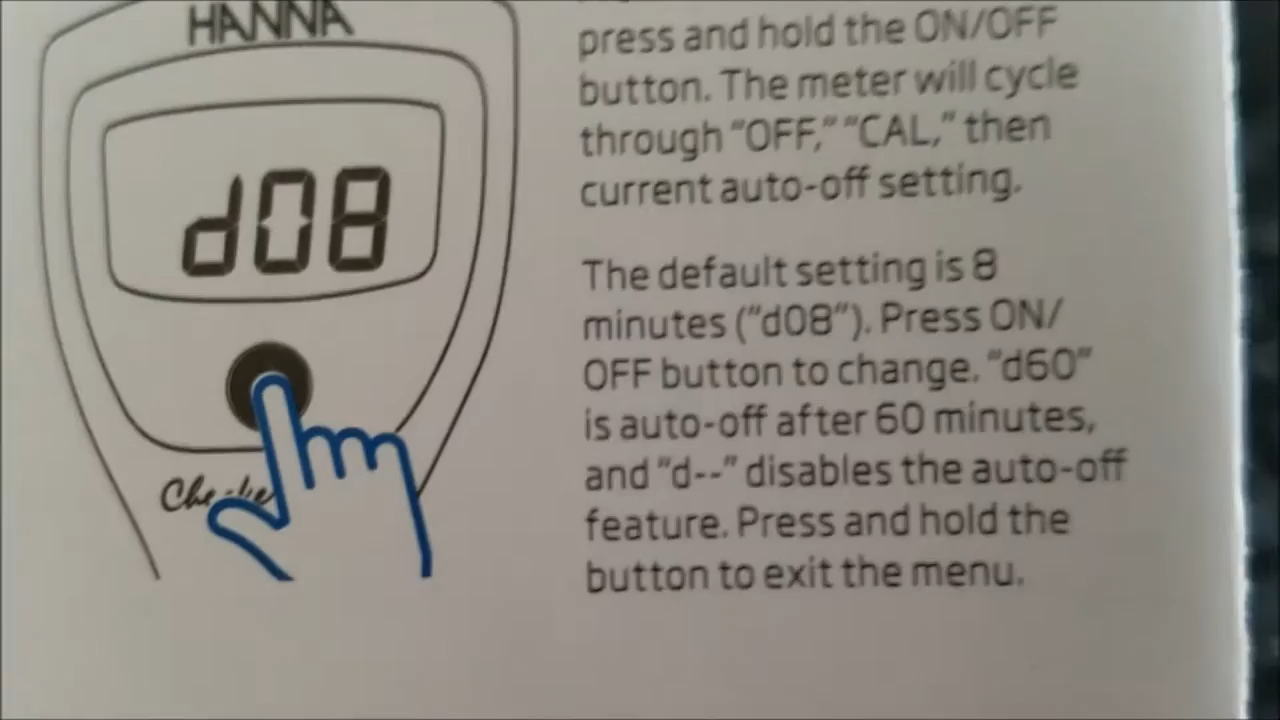 HANNA
d08
press and hold the ON/OFF
button. The meter will cycle
through “OFF,” “CAL,” then
current auto-off setting.
The default setting is 8
minutes (“d08”). Press ON/
OFF button to change. “d60”
is auto-off after 60 minutes,
and “d--” disables the auto-off
feature. Press and hold the
button to exit the menu.